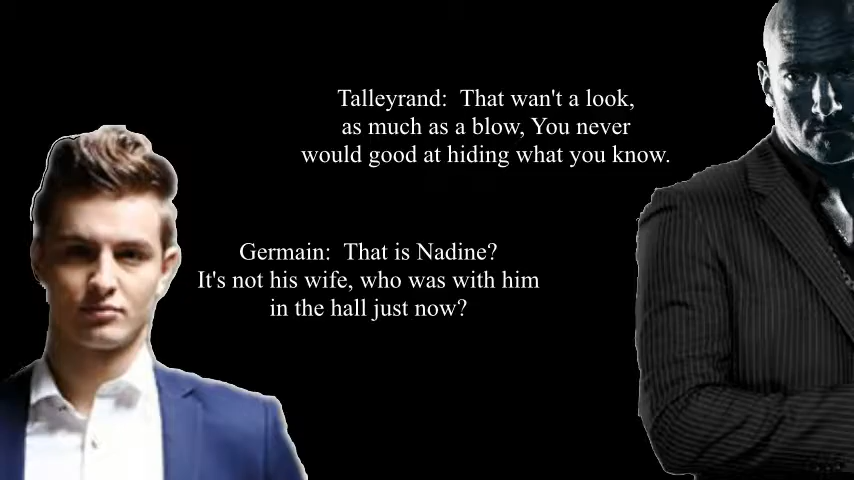 Talleyrand:  That wan't a look,
as much as a blow, You never
would good at hiding what you know.
Germain:  That is Nadine?
It's not his wife, who was with him
in the hall just now?